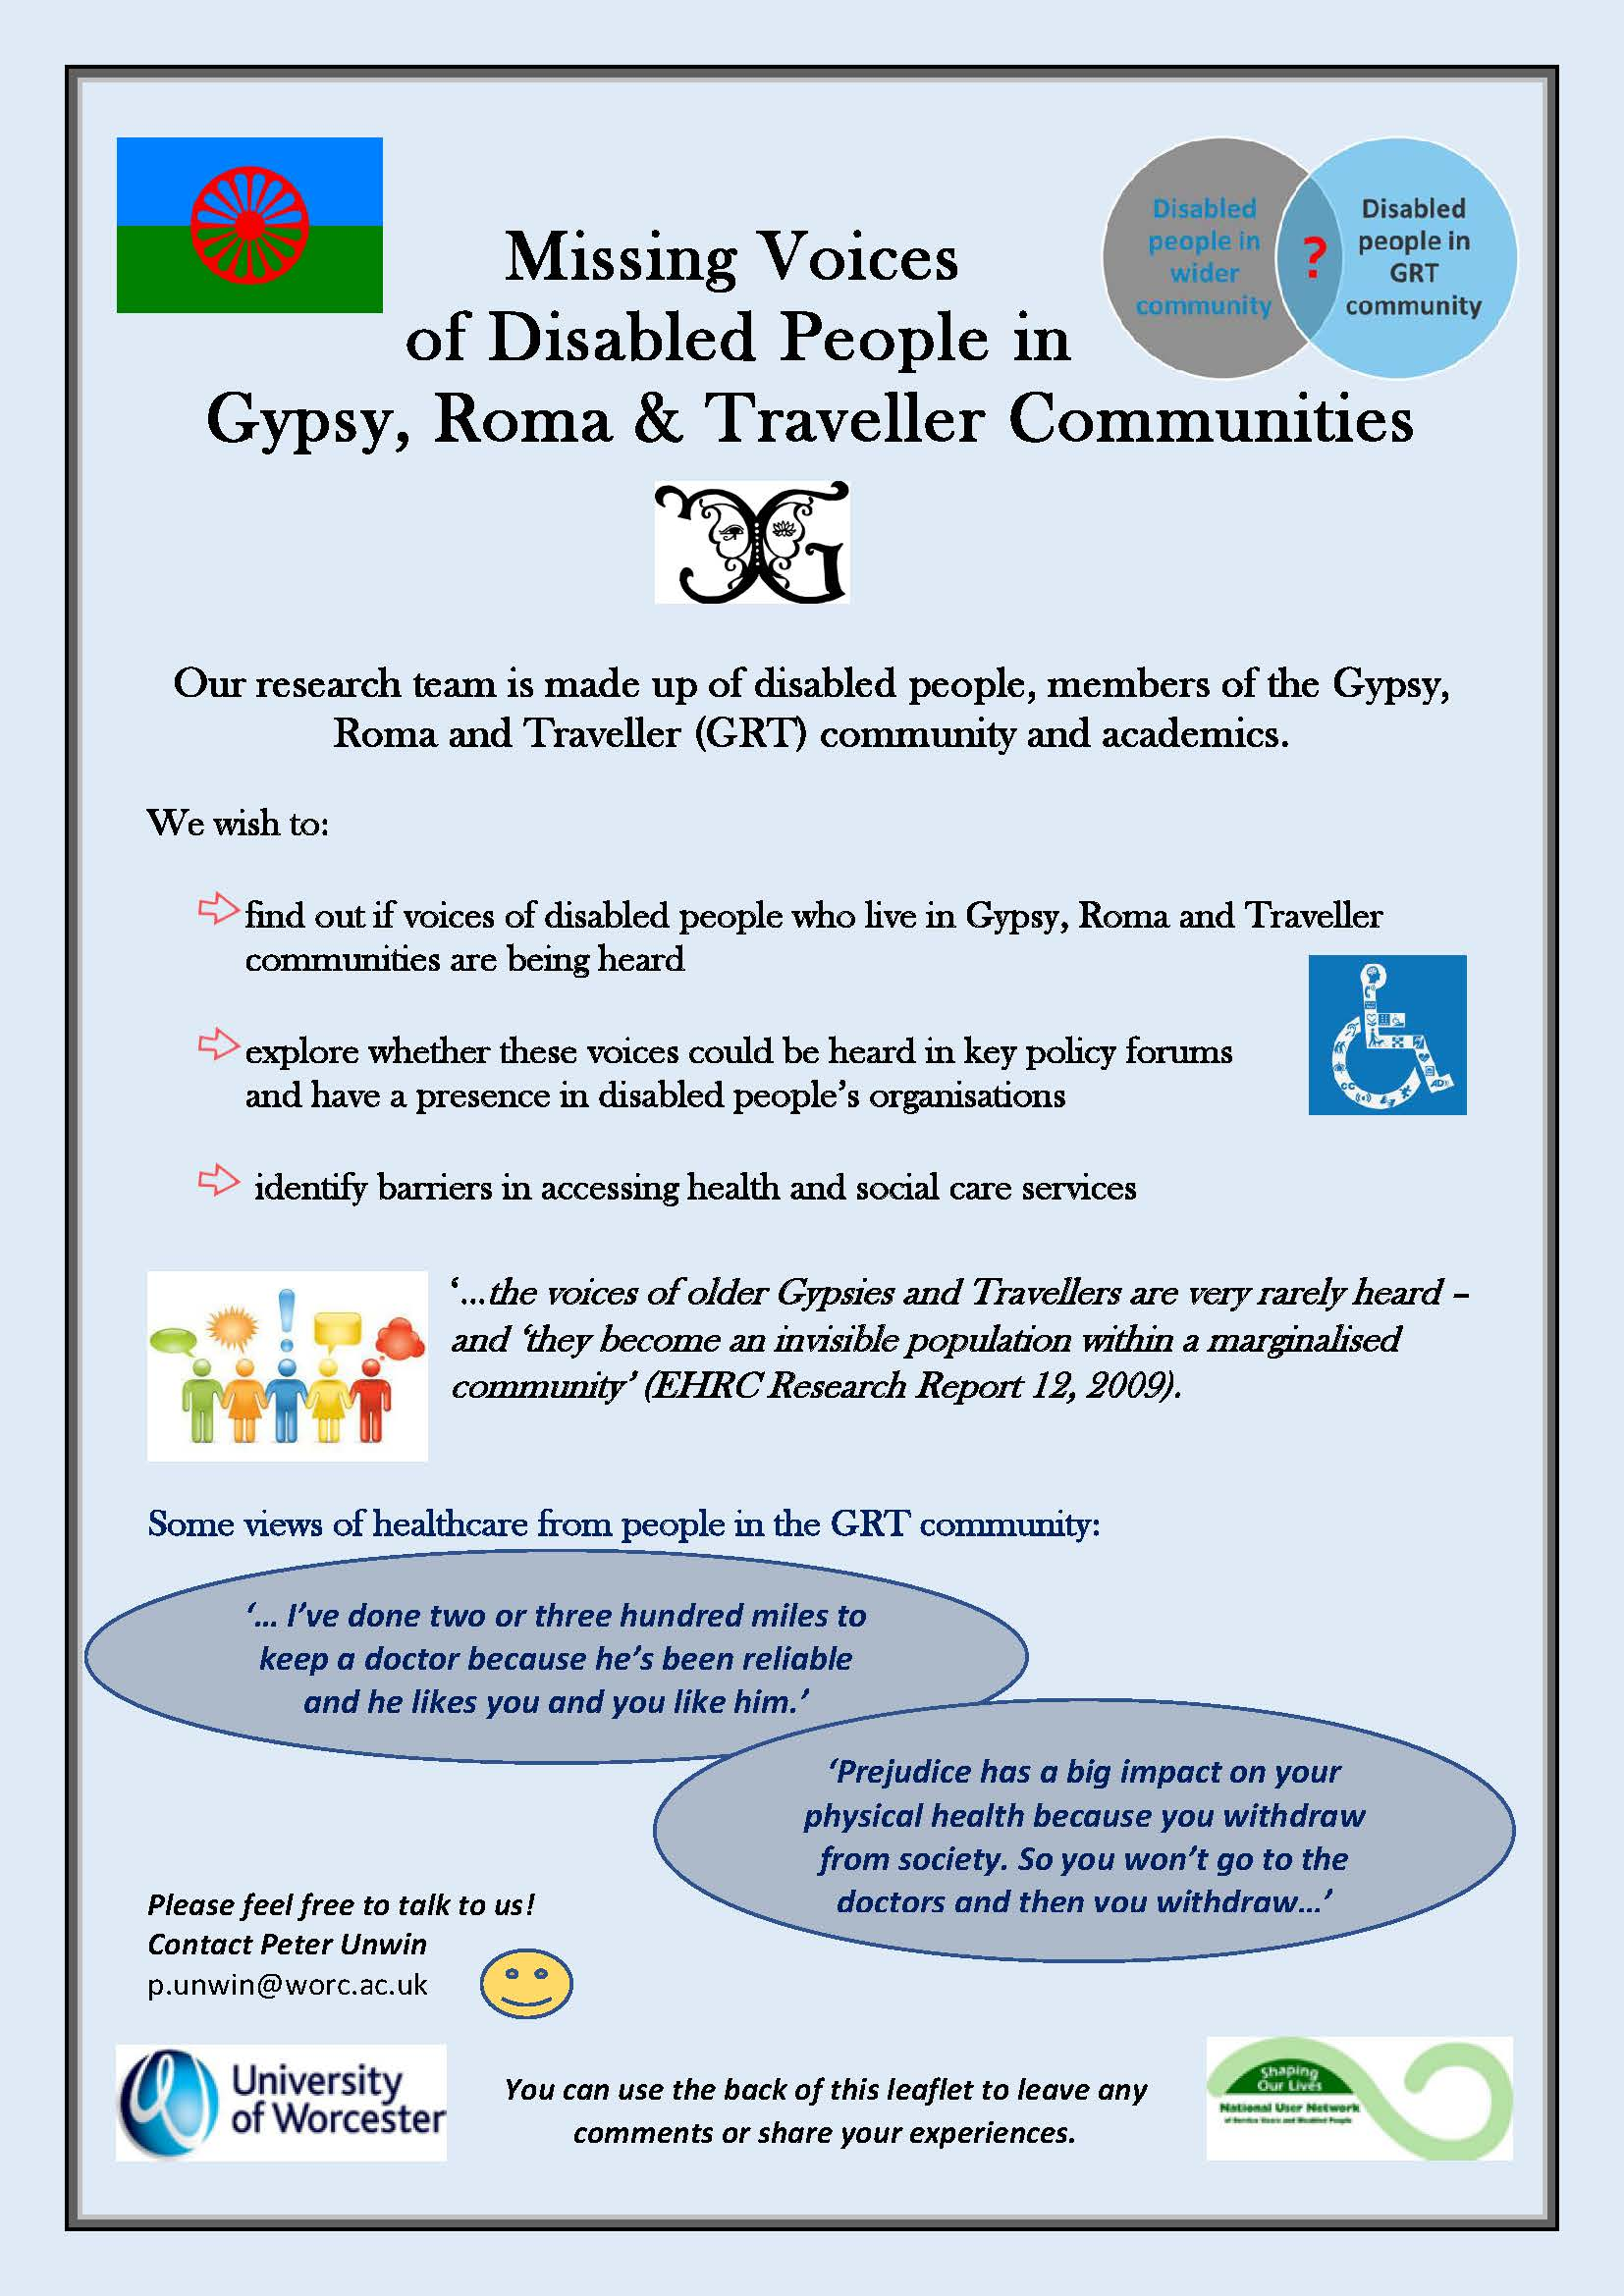 Missing Voices
of Disabled People in
Gypsy, Roma & Traveller Communities
Disabled
people in
wider
community
?
Disabled
people in
GRT
community
Our research team is made up of disabled people, members of the Gypsy,
Roma and Traveller (GRT) community and academics.
We wish to:
find out if voices of disabled people who live in Gypsy, Roma and Traveller
communities are being heard
explore whether these voices could be heard in key policy forums
and have a presence in disabled people’s organisations
identify barriers in accessing health and social care services
‘…the voices of older Gypsies and Travellers are very rarely heard –
and ‘they become an invisible population within a marginalised
community’ (EHRC Research Report 12, 2009).
Some views of healthcare from people in the GRT community:
‘… I’ve done two or three hundred miles to
keep a doctor because he’s been reliable
and he likes you and you like him.’
‘Prejudice has a big impact on your
physical health because you withdraw
from society. So you won’t go to the
doctors and then you withdraw…’
Please feel free to talk to us!
Contact Peter Unwin
p.unwin@worc.ac.uk
University
of Worcester
You can use the back of this leaflet to leave any
comments or share your experiences.
Shaping
Our Lives
National User Network
of Service Users and Disabled People